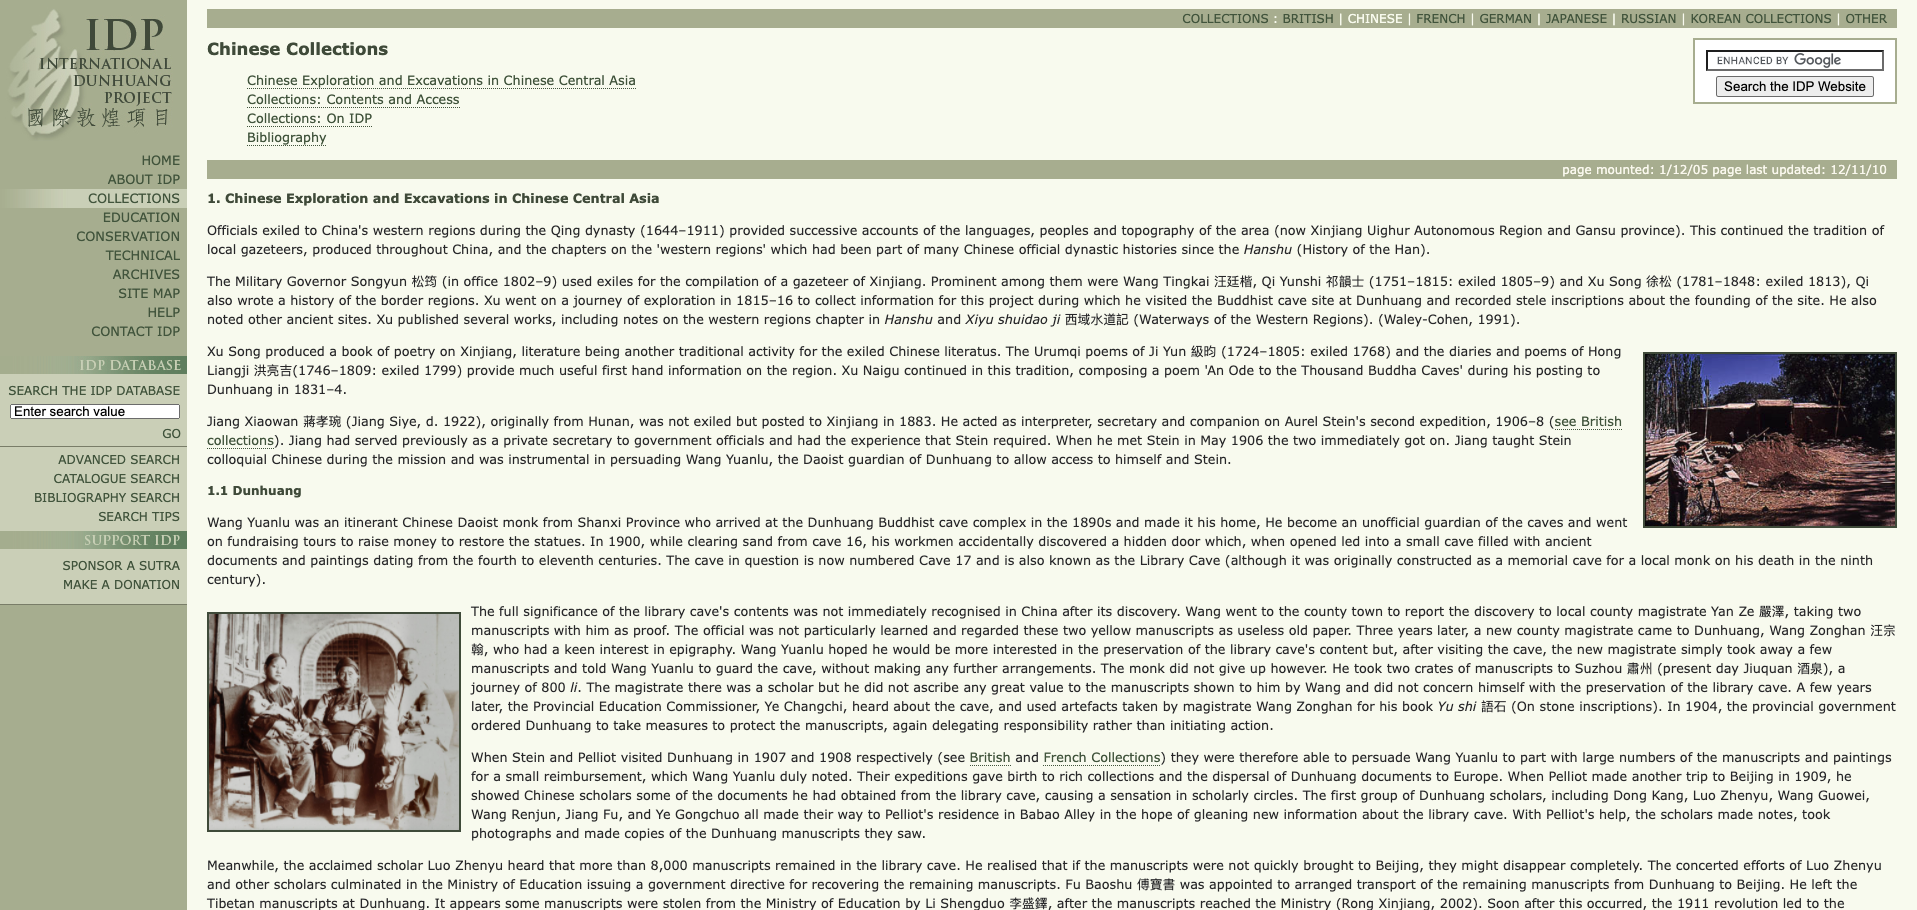 IDP
INTERNATIONAL
DUNHUANG
PROJECT
國際敦煌項目
HOME
ABOUT IDP
COLLECTIONS
EDUCATION
CONSERVATION
TECHNICAL
ARCHIVES
SITE MAP
HELP
CONTACT IDP
IDP DATABASE
SEARCH THE IDP DATABASE
Enter search value
GO
ADVANCED SEARCH
CATALOGUE SEARCH
BIBLIOGRAPHY SEARCH
SEARCH TIPS
SUPPORT IDP
SPONSOR A SUTRA
MAKE A DONATION
COLLECTIONS : BRITISH | CHINESE | FRENCH | GERMAN | JAPANESE | RUSSIAN | KOREAN COLLECTIONS | OTHER
Chinese Collections
ENHANCED BY Google
Search the IDP Website
Chinese Exploration and Excavations in Chinese Central Asia
Collections: Contents and Access
Collections: On IDP
Bibliography
page mounted: 1/12/05 page last updated: 12/11/10
1. Chinese Exploration and Excavations in Chinese Central Asia
Officials exiled to China's western regions during the Qing dynasty (1644–1911) provided successive accounts of the languages, peoples and topography of the area (now Xinjiang Uighur Autonomous Region and Gansu province). This continued the tradition of
local gazeteers, produced throughout China, and the chapters on the 'western regions' which had been part of many Chinese official dynastic histories since the Hanshu (History of the Han).
The Military Governor Songyun 松筠 (in office 1802–9) used exiles for the compilation of a gazeteer of Xinjiang. Prominent among them were Wang Tingkai 汪廷楷, Qi Yunshi 祁韻士 (1751–1815: exiled 1805–9) and Xu Song 徐松 (1781–1848: exiled 1813), Qi
also wrote a history of the border regions. Xu went on a journey of exploration in 1815–16 to collect information for this project during which he visited the Buddhist cave site at Dunhuang and recorded stele inscriptions about the founding of the site. He also
noted other ancient sites. Xu published several works, including notes on the western regions chapter in Hanshu and Xiyu shuidao ji 西域水道記 (Waterways of the Western Regions). (Waley-Cohen, 1991).
Xu Song produced a book of poetry on Xinjiang, literature being another traditional activity for the exiled Chinese literatus. The Urumqi poems of Ji Yun 級昀 (1724–1805: exiled 1768) and the diaries and poems of Hong
Liangji 洪亮吉(1746–1809: exiled 1799) provide much useful first hand information on the region. Xu Naigu continued in this tradition, composing a poem 'An Ode to the Thousand Buddha Caves' during his posting to
Dunhuang in 1831–4.
Jiang Xiaowan 蔣孝琬 (Jiang Siye, d. 1922), originally from Hunan, was not exiled but posted to Xinjiang in 1883. He acted as interpreter, secretary and companion on Aurel Stein's second expedition, 1906–8 (see British
collections). Jiang had served previously as a private secretary to government officials and had the experience that Stein required. When he met Stein in May 1906 the two immediately got on. Jiang taught Stein
colloquial Chinese during the mission and was instrumental in persuading Wang Yuanlu, the Daoist guardian of Dunhuang to allow access to himself and Stein.
1.1 Dunhuang
Wang Yuanlu was an itinerant Chinese Daoist monk from Shanxi Province who arrived at the Dunhuang Buddhist cave complex in the 1890s and made it his home, He become an unofficial guardian of the caves and went
on fundraising tours to raise money to restore the statues. In 1900, while clearing sand from cave 16, his workmen accidentally discovered a hidden door which, when opened led into a small cave filled with ancient
documents and paintings dating from the fourth to eleventh centuries. The cave in question is now numbered Cave 17 and is also known as the Library Cave (although it was originally constructed as a memorial cave for a local monk on his death in the ninth
century).
The full significance of the library cave's contents was not immediately recognised in China after its discovery. Wang went to the county town to report the discovery to local county magistrate Yan Ze 嚴澤, taking two
manuscripts with him as proof. The official was not particularly learned and regarded these two yellow manuscripts as useless old paper. Three years later, a new county magistrate came to Dunhuang, Wang Zonghan 汪宗
翰, who had a keen interest in epigraphy. Wang Yuanlu hoped he would be more interested in the preservation of the library cave's content but, after visiting the cave, the new magistrate simply took away a few
manuscripts and told Wang Yuanlu to guard the cave, without making any further arrangements. The monk did not give up however. He took two crates of manuscripts to Suzhou 肅州 (present day Jiuquan 酒泉), a
journey of 800 li. The magistrate there was a scholar but he did not ascribe any great value to the manuscripts shown to him by Wang and did not concern himself with the preservation of the library cave. A few years
later, the Provincial Education Commissioner, Ye Changchi, heard about the cave, and used artefacts taken by magistrate Wang Zonghan for his book Yu shi 語石 (On stone inscriptions). In 1904, the provincial government
ordered Dunhuang to take measures to protect the manuscripts, again delegating responsibility rather than initiating action.
When Stein and Pelliot visited Dunhuang in 1907 and 1908 respectively (see British and French Collections) they were therefore able to persuade Wang Yuanlu to part with large numbers of the manuscripts and paintings
for a small reimbursement, which Wang Yuanlu duly noted. Their expeditions gave birth to rich collections and the dispersal of Dunhuang documents to Europe. When Pelliot made another trip to Beijing in 1909, he
showed Chinese scholars some of the documents he had obtained from the library cave, causing a sensation in scholarly circles. The first group of Dunhuang scholars, including Dong Kang, Luo Zhenyu, Wang Guowei,
Wang Renjun, Jiang Fu, and Ye Gongchuo all made their way to Pelliot's residence in Babao Alley in the hope of gleaning new information about the library cave. With Pelliot's help, the scholars made notes, took
photographs and made copies of the Dunhuang manuscripts they saw.
Meanwhile, the acclaimed scholar Luo Zhenyu heard that more than 8,000 manuscripts remained in the library cave. He realised that if the manuscripts were not quickly brought to Beijing, they might disappear completely. The concerted efforts of Luo Zhenyu
and other scholars culminated in the Ministry of Education issuing a government directive for recovering the remaining manuscripts. Fu Baoshu 傅寶書 was appointed to arranged transport of the remaining manuscripts from Dunhuang to Beijing. He left the
Tibetan manuscripts at Dunhuang. It appears some manuscripts were stolen from the Ministry of Education by Li Shengduo 李盛鐸, after the manuscripts reached the Ministry (Rong Xinjiang, 2002). Soon after this occurred, the 1911 revolution led to the